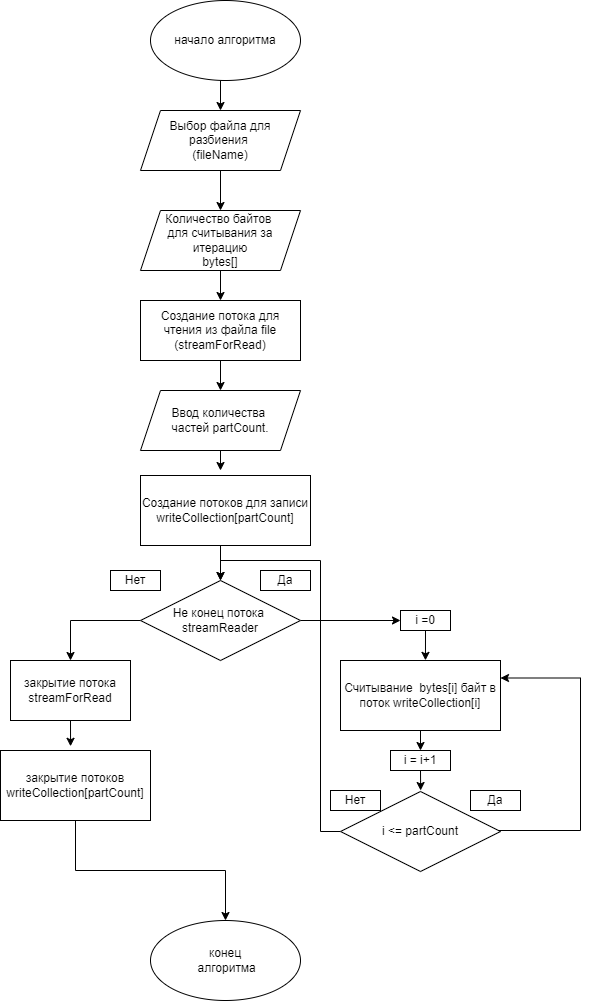 начало алгоритма
Выбор файла для
разбиения
(fileName)
Количество байтов
для считывания за
итерацию
bytes[]
Создание потока для
чтения из файла file
(streamForRead)
Ввод количества
частей partCount.
Создание потоков для записи
writeCollection[partCount]
Нет
Да
Не конец потока
streamReader
i =0
закрытие потока
streamForRead
Считывание bytes[i] байт в
поток writeCollection[i]
i = i+1
закрытие потоков
writeCollection[partCount]
Нет
Да
i <= partCount
конец
алгоритма